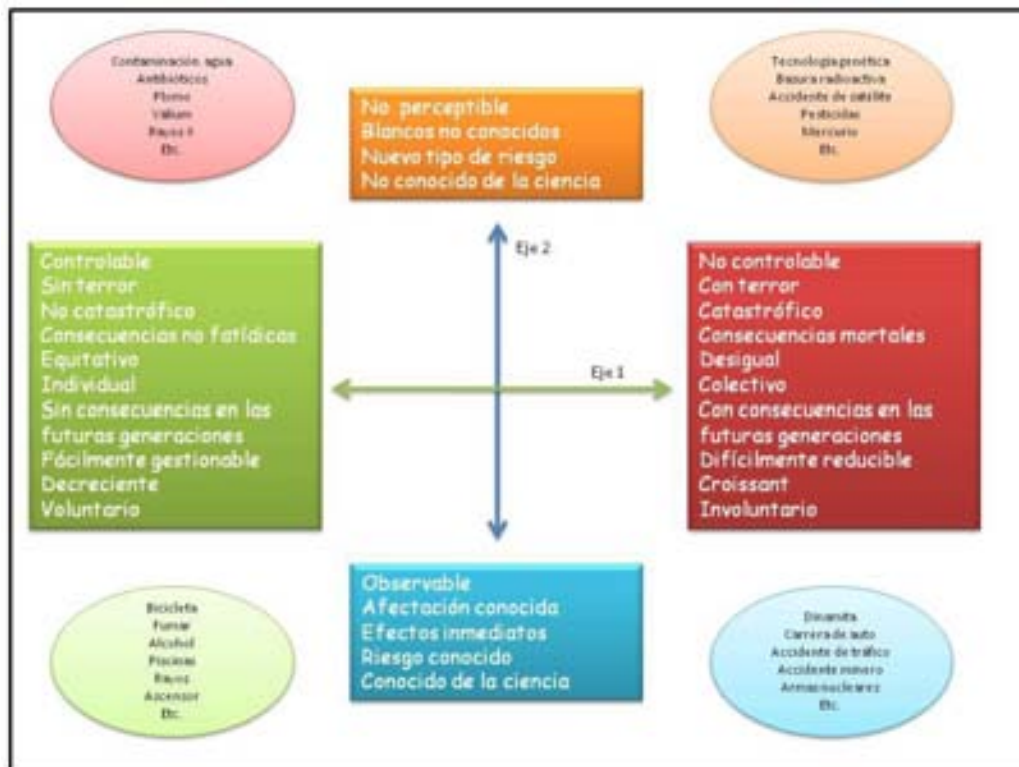 Contaminación agua
Antibióticos
Plomo
Valium
Rayos X
Etc.
No perceptible
Blancos no conocidos
Nuevo tipo de riesgo
No conocido de la ciencia
Tecnología genética
Basura radioactiva
Accidente de satélite
Pesticidas
Mercurio
Etc.
Eje 2
Controlable
Sin terror
No catastrófico
Consecuencias no fatídicas
Equitativo
Individual
Sin consecuencias en las
futuras generaciones
Fácilmente gestionable
Decreciente
Voluntario
Eje 1
No controlable
Con terror
Catastrófico
Consecuencias mortales
Desigual
Colectivo
Con consecuencias en las
futuras generaciones
Difícilmente reducible
Croissant
Involuntario
Observable
Afectación conocida
Efectos inmediatos
Riesgo conocido
Conocido de la ciencia
Bicicleta
Fumar
Alcohol
Piscinas
Rayos
Ascensor
Etc.
Dinamita
Carrera de auto
Accidente de tráfico
Accidente minero
Armas nucleares
Etc.